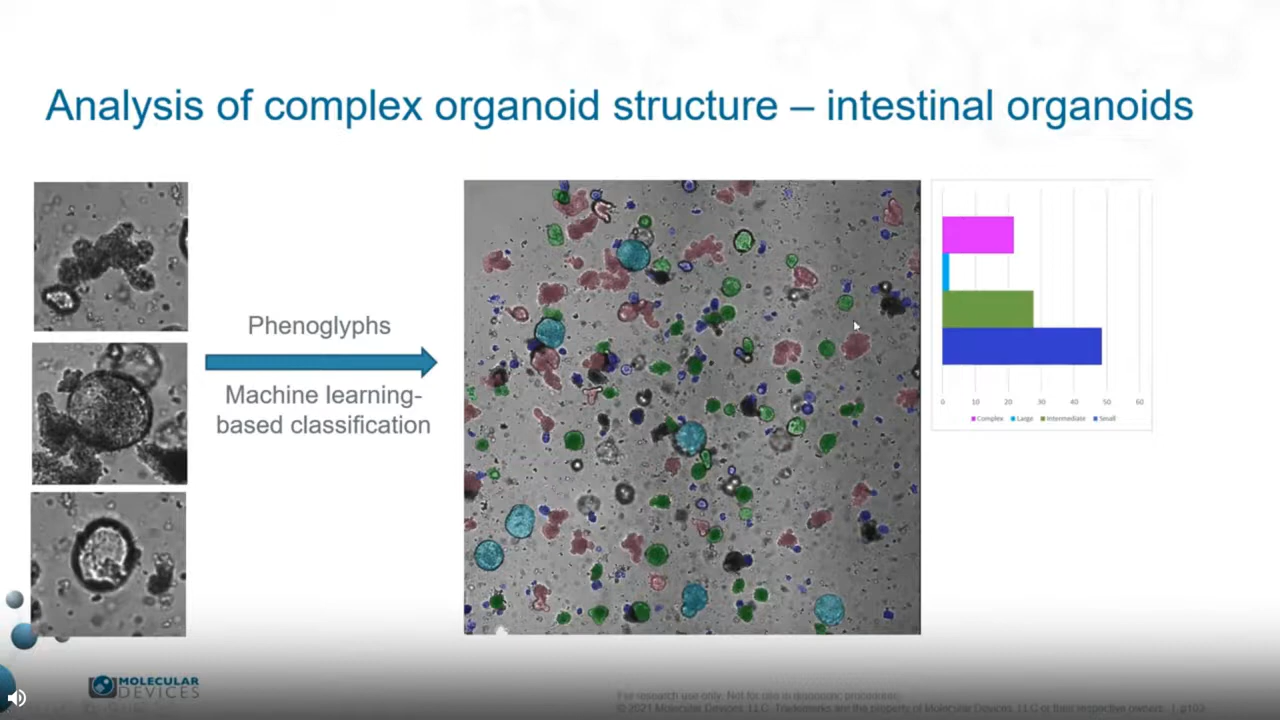 Analysis of complex organoid structure – intestinal organoids
Phenoglyphs
Machine learning-
based classification
0 10 20 30 40 50 60
Complex Large Intermediate Small
MOLECULAR
DEVICES
For research use only. Not for use in diagnostic procedures.
© 2021 Molecular Devices, LLC. Trademarks are the property of Molecular Devices, LLC or their respective owners. |